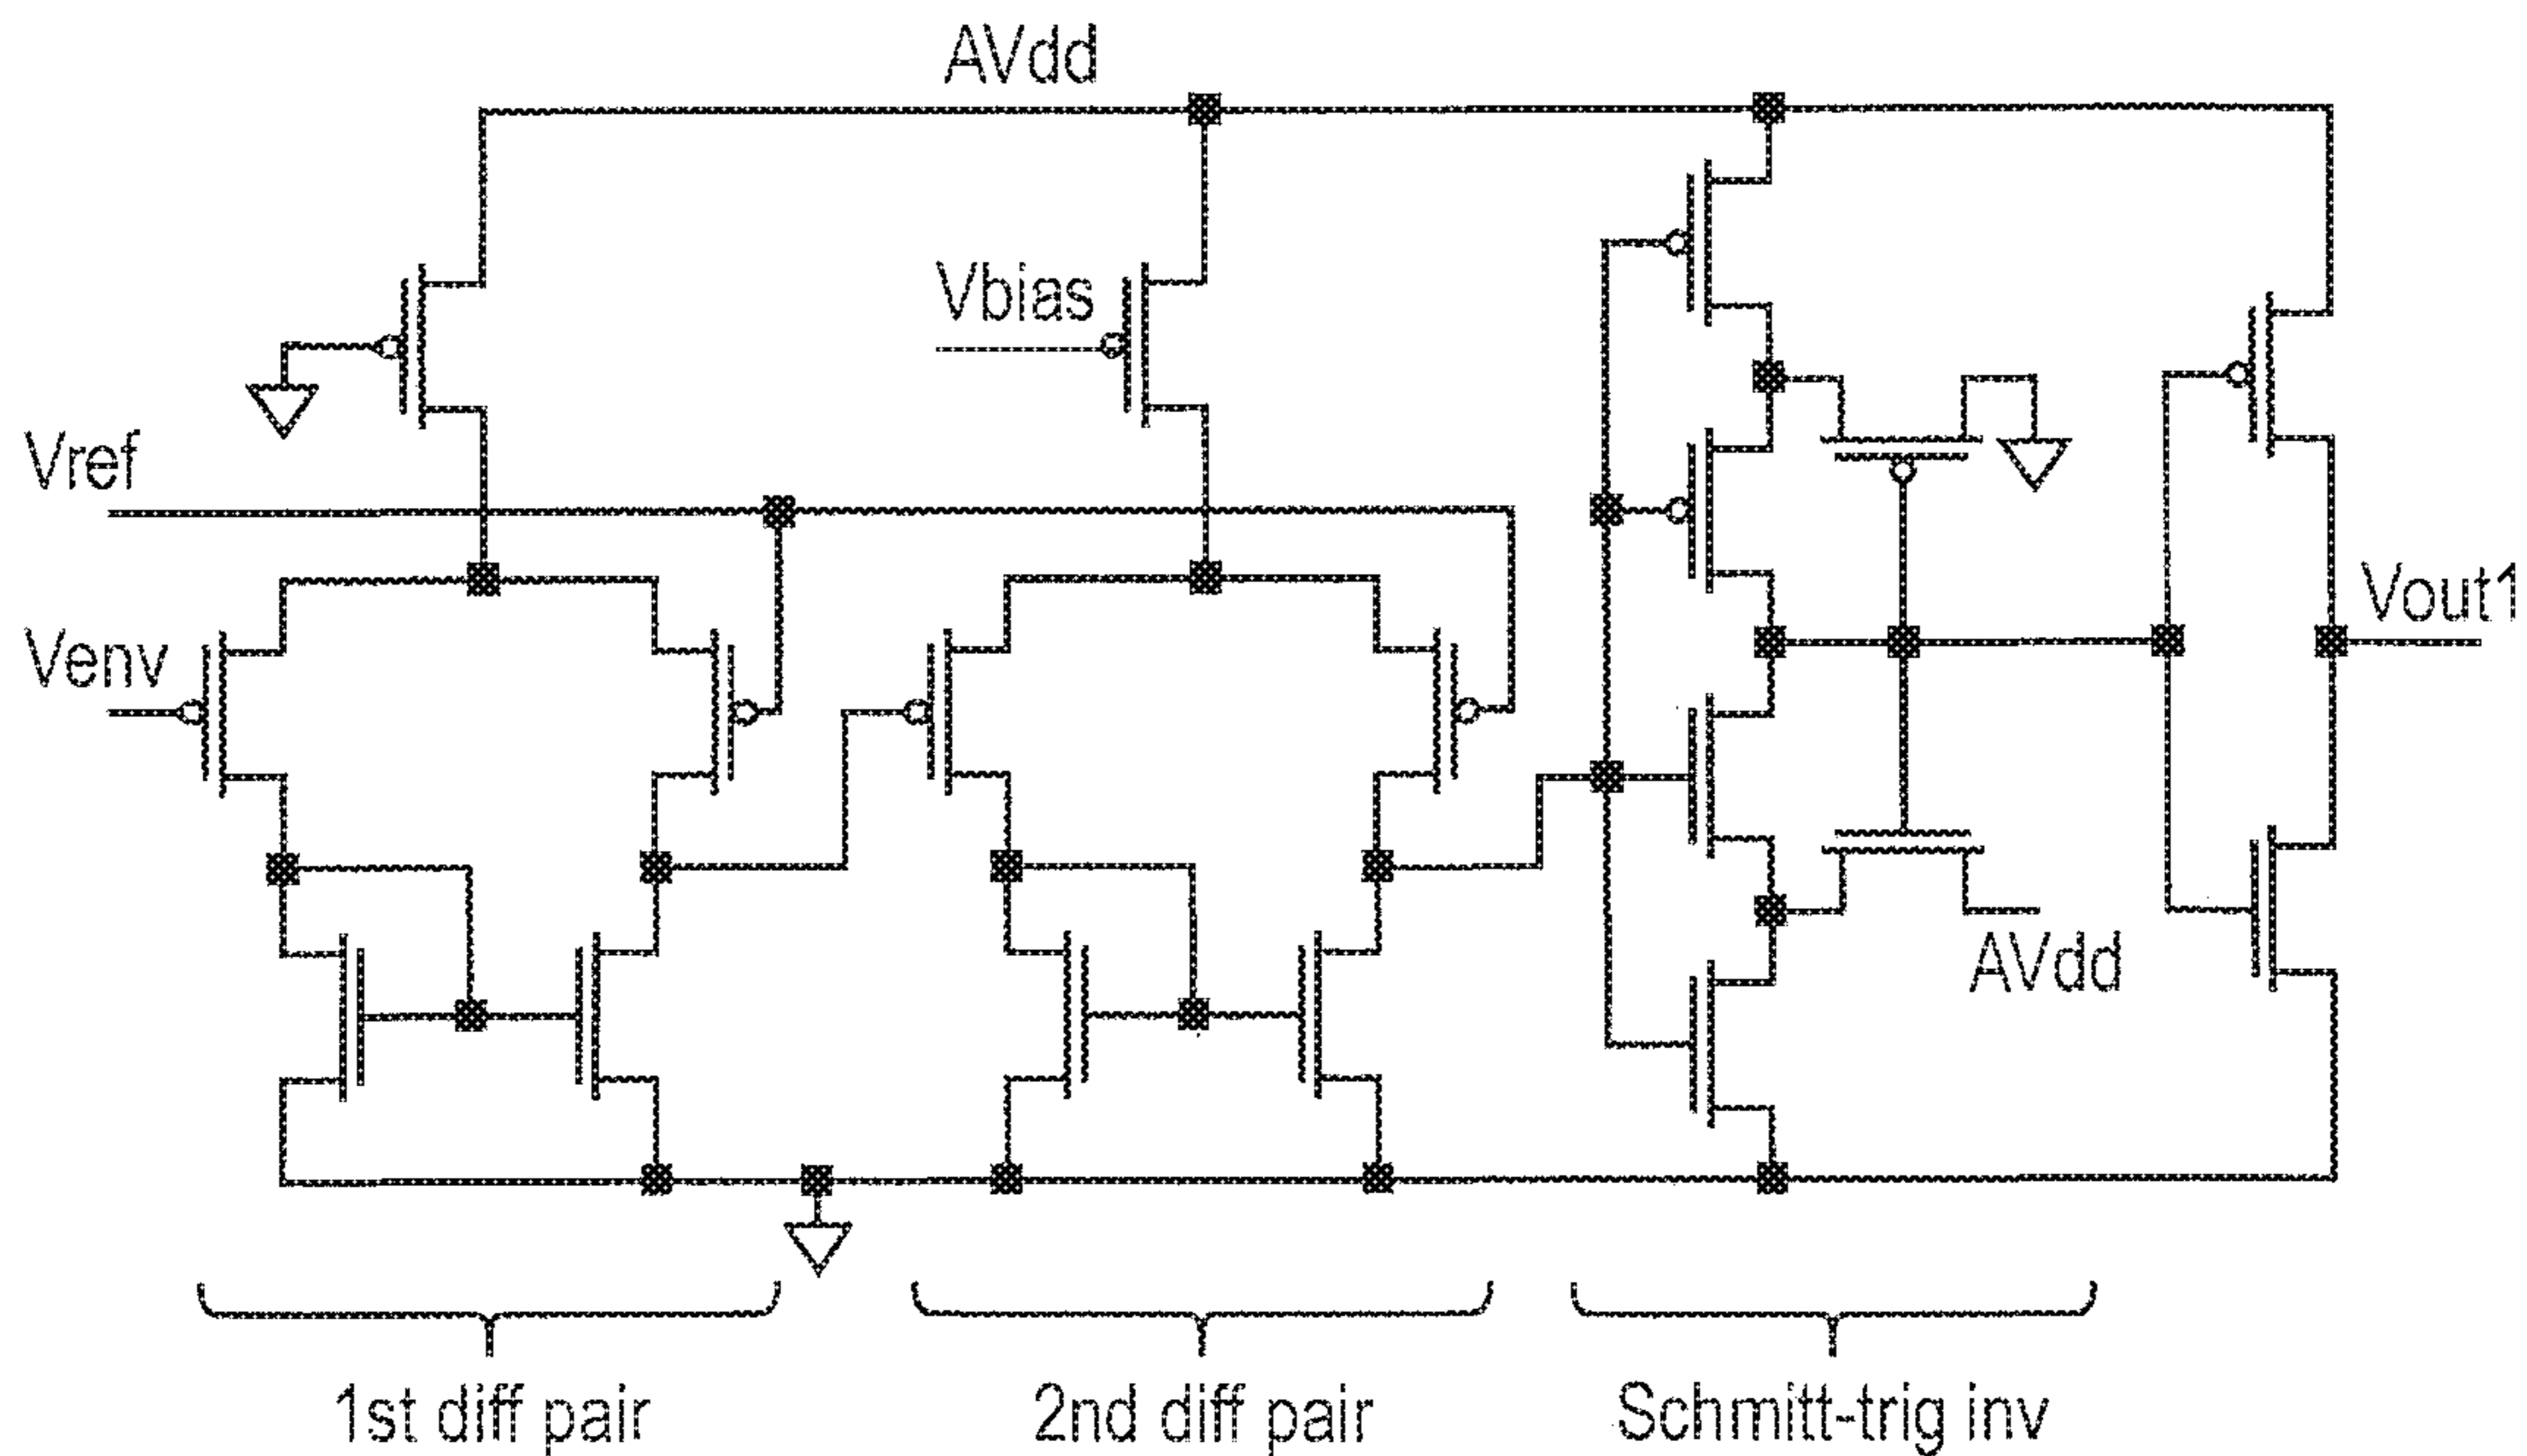 AVdd
Vbias
Vref
Venv
Vout1
AVdd
1st diff pair
2nd diff pair
Schmitt-trig inv